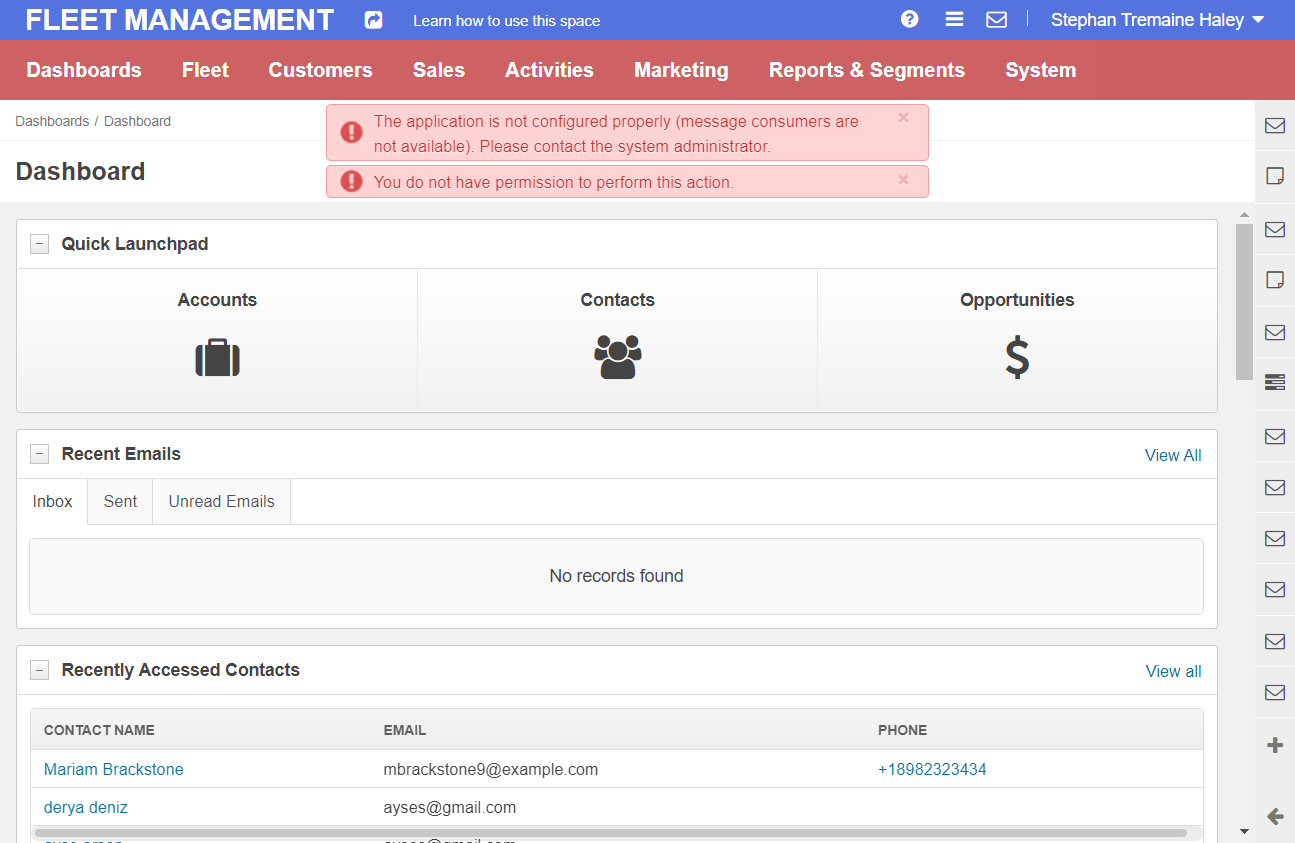 FLEET MANAGEMENT
Learn how to use this space
Stephan Tremaine Haley
Dashboards Fleet Customers Sales Activities Marketing Reports & Segments System
Dashboards / Dashboard
The application is not configured properly (message consumers are
not available). Please contact the system administrator.
×
You do not have permission to perform this action.
×
Dashboard
Quick Launchpad
Accounts
Contacts
Opportunities
Recent Emails
View All
Inbox
Sent
Unread Emails
No records found
Recently Accessed Contacts
View all
CONTACT NAME EMAIL PHONE
Mariam Brackstone mbrackstone9@example.com +18982323434
derya deniz ayses@gmail.com